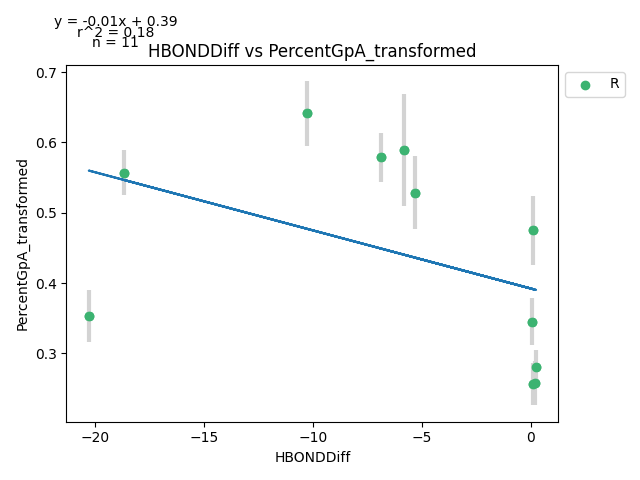 y = -0.01x + 0.39
r^2 = 0.18
n = 11
HBONDDiff vs PercentGpA_transformed
R
PercentGpA_transformed
0.7
0.6
0.5
0.4
0.3
−20
−15
−10
−5
0
HBONDDiff